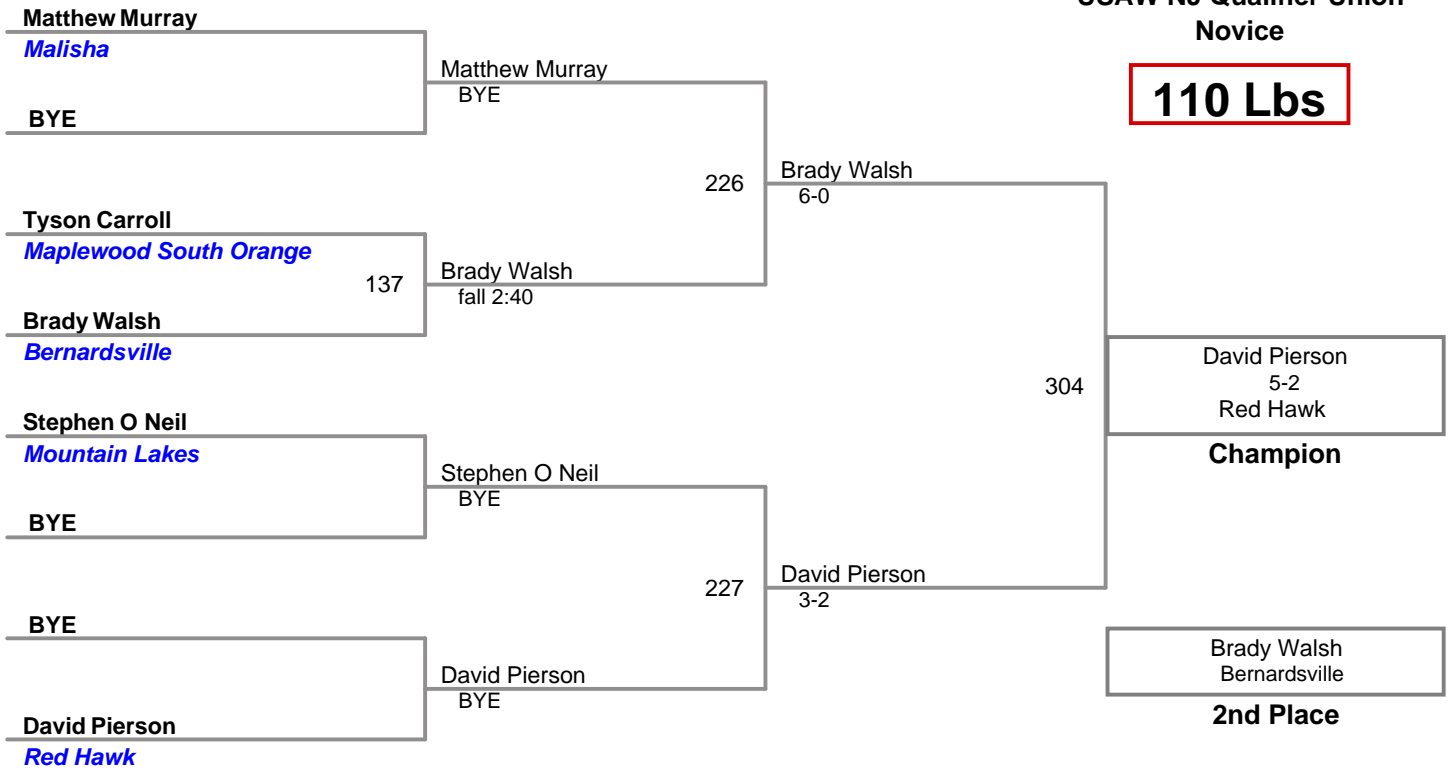 Novice
110 Lbs
Matthew Murray
Malisha
BYE
Tyson Carroll
Maplewood South Orange
137
Brady Walsh
Bernardsville
Stephen O Neil
Mountain Lakes
BYE
BYE
David Pierson
Red Hawk
Matthew Murray
BYE
226
Brady Walsh
fall 2:40
Stephen O Neil
BYE
227
David Pierson
BYE
Brady Walsh
6-0
304
David Pierson
3-2
David Pierson
5-2
Red Hawk
Champion
Brady Walsh
Bernardsville
2nd Place